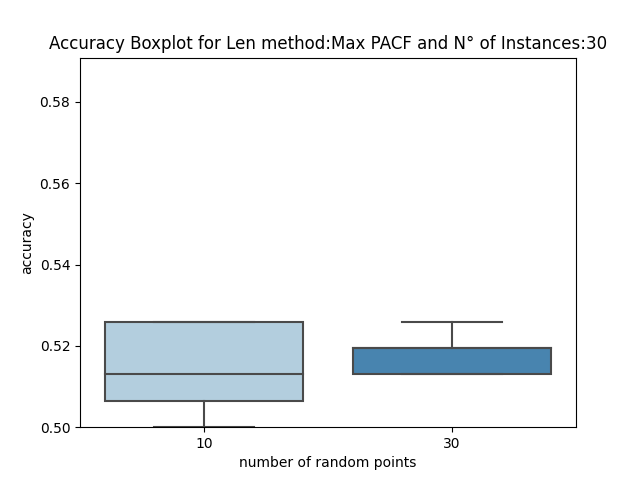 Accuracy Boxplot for Len method:Max PACF and N° of Instances:30
0.58
0.56
0.54
0.52
0.50
accuracy
10 30
number of random points